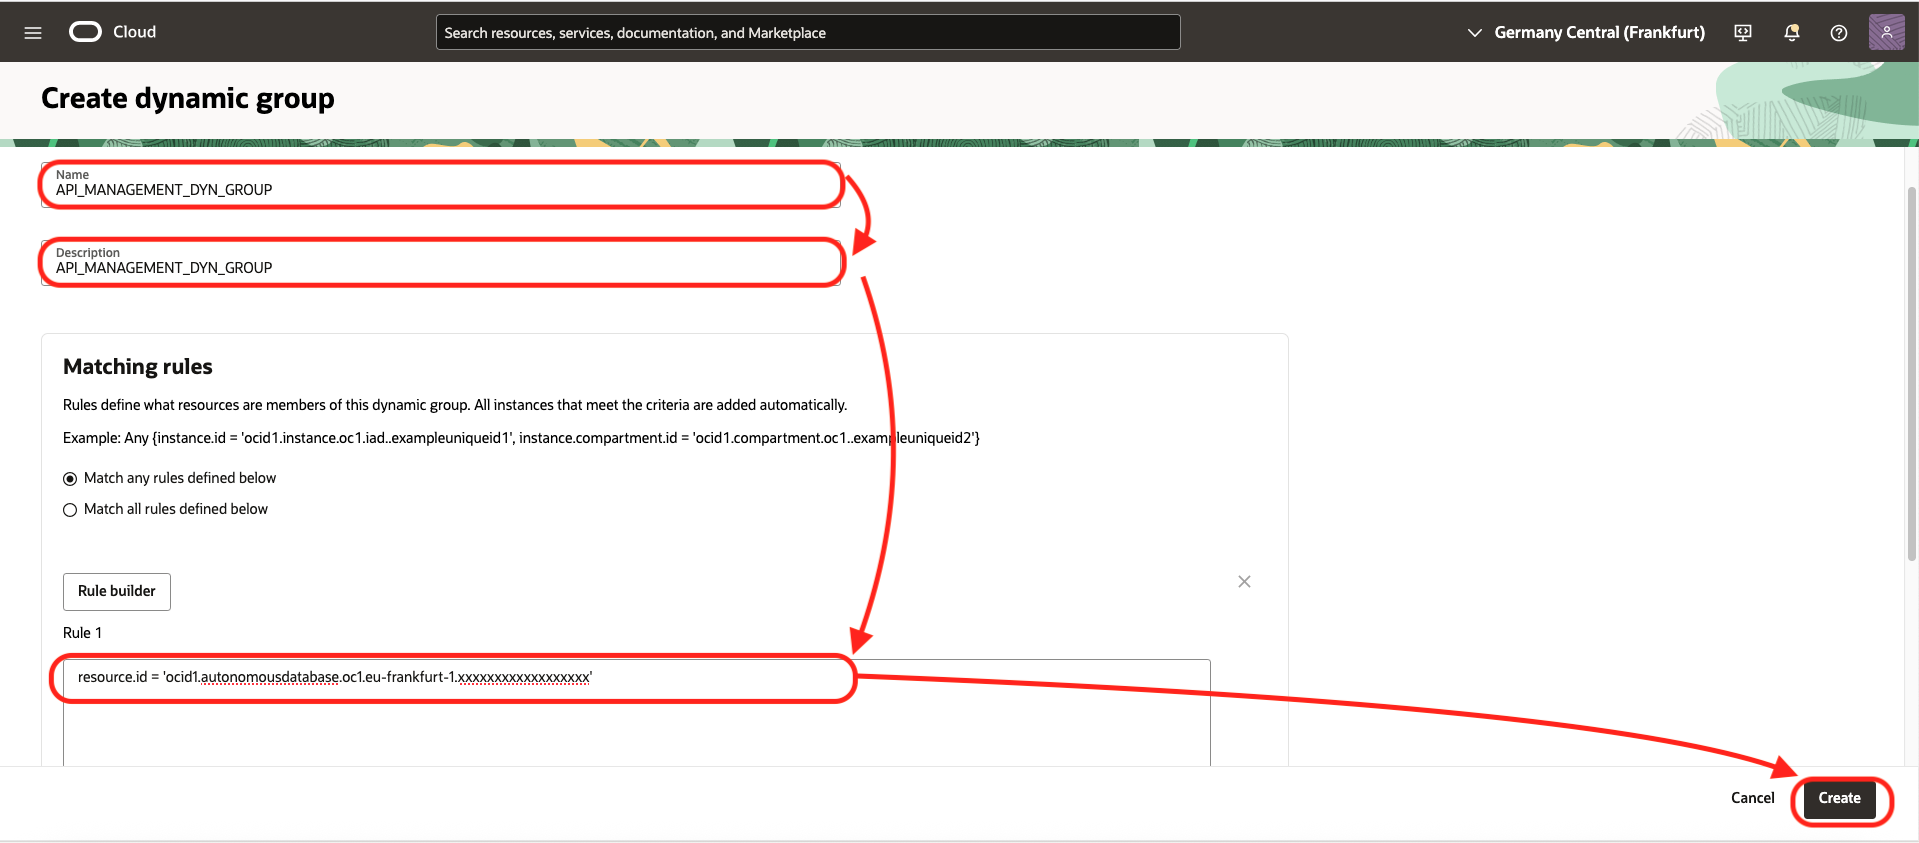 Cloud
Search resources, services, documentation, and Marketplace
Germany Central (Frankfurt)
Create dynamic group
Name
API_MANAGEMENT_DYN_GROUP
Description
API_MANAGEMENT_DYN_GROUP
Matching rules
Rules define what resources are members of this dynamic group. All instances that meet the criteria are added automatically.
Example: Any {instance.id = 'ocid1.instance.oc1.iad..exampleuniqueid1', instance.compartment.id = 'ocid1.compartment.oc1..exampleuniqueid2'}
Match any rules defined below
Match all rules defined below
Rule builder
Rule 1
resource.id = 'ocid1.autonomousdatabase.oc1.eu-frankfurt-1.xxxxxxxxxxxxxxxxxx'
Cancel
Create